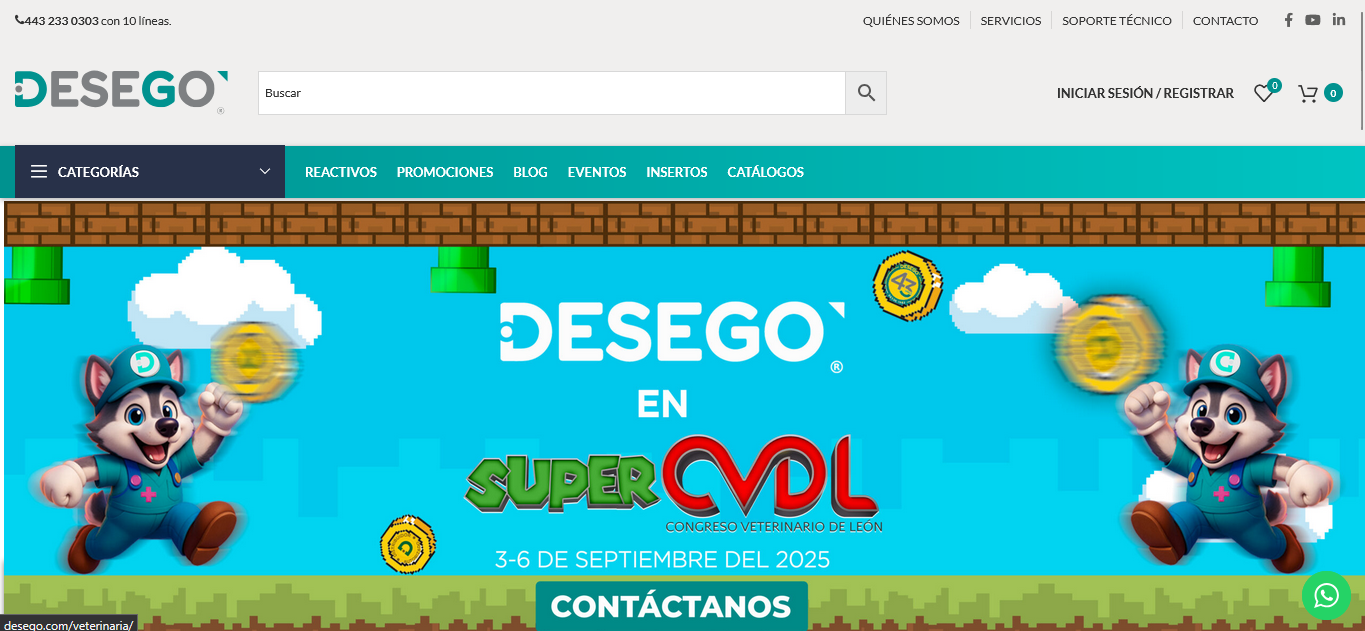 443 233 0303 con 10 líneas.
QUIÉNES SOMOS
SERVICIOS
SOPORTE TÉCNICO
CONTACTO
DESEGO®
Buscar
INICIAR SESIÓN / REGISTRAR
0
0
CATEGORÍAS
REACTIVOS
PROMOCIONES
BLOG
EVENTOS
INSERTOS
CATÁLOGOS
43
DESEGO®
D
C
EN
SUPER CVDL
CONGRESO VETERINARIO DE LEÓN
D
3-6 DE SEPTIEMBRE DEL 2025
CONTÁCTANOS
desego.com/veterinaria/